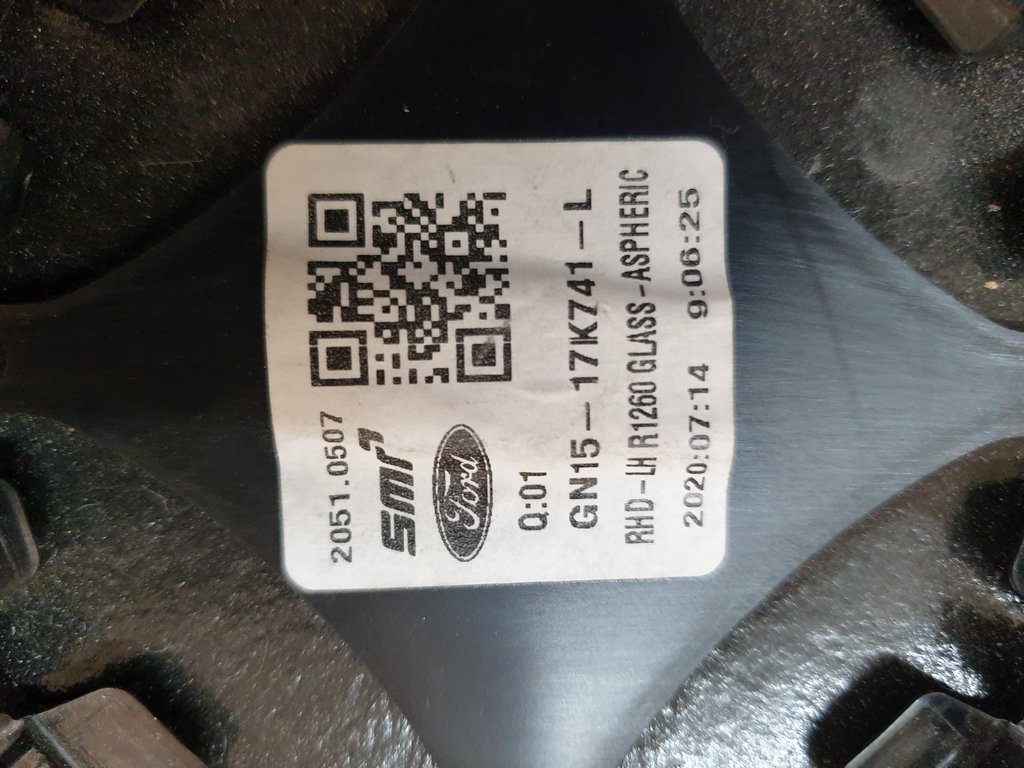 2051.0507
smr
Ford
Q:01
GN15-17K741-L
RHD-LH R1260 GLASS-ASPHERIC
2020:07:14 9:06:25